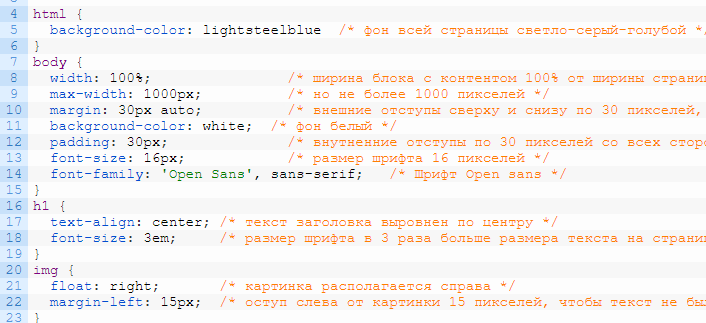 4 html {
5 background-color: lightsteelblue /* фон всей страницы светло-серый-голубой */
6 }
7 body {
8 width: 100%; /* ширина блока с контентом 100% от ширины страни
9 max-width: 1000px; /* но не более 1000 пикселей */
10 margin: 30px auto; /* внешние отступы сверху и снизу по 30 пикселей,
11 background-color: white; /* фон белый */
12 padding: 30px; /* внутненние отступы по 30 пикселей со всех сторо
13 font-size: 16px; /* размер шрифта 16 пикселей */
14 font-family: 'Open Sans', sans-serif; /* Шрифт Open sans */
15 }
16 h1 {
17 text-align: center; /* текст заголовка выровнен по центру */
18 font-size: 3em; /* размер шрифта в 3 раза больше размера текста на страни
19 }
20 img {
21 float: right; /* картинка располагается справа */
22 margin-left: 15px; /* оступ слева от картинки 15 пикселей, чтобы текст не бы
23 }